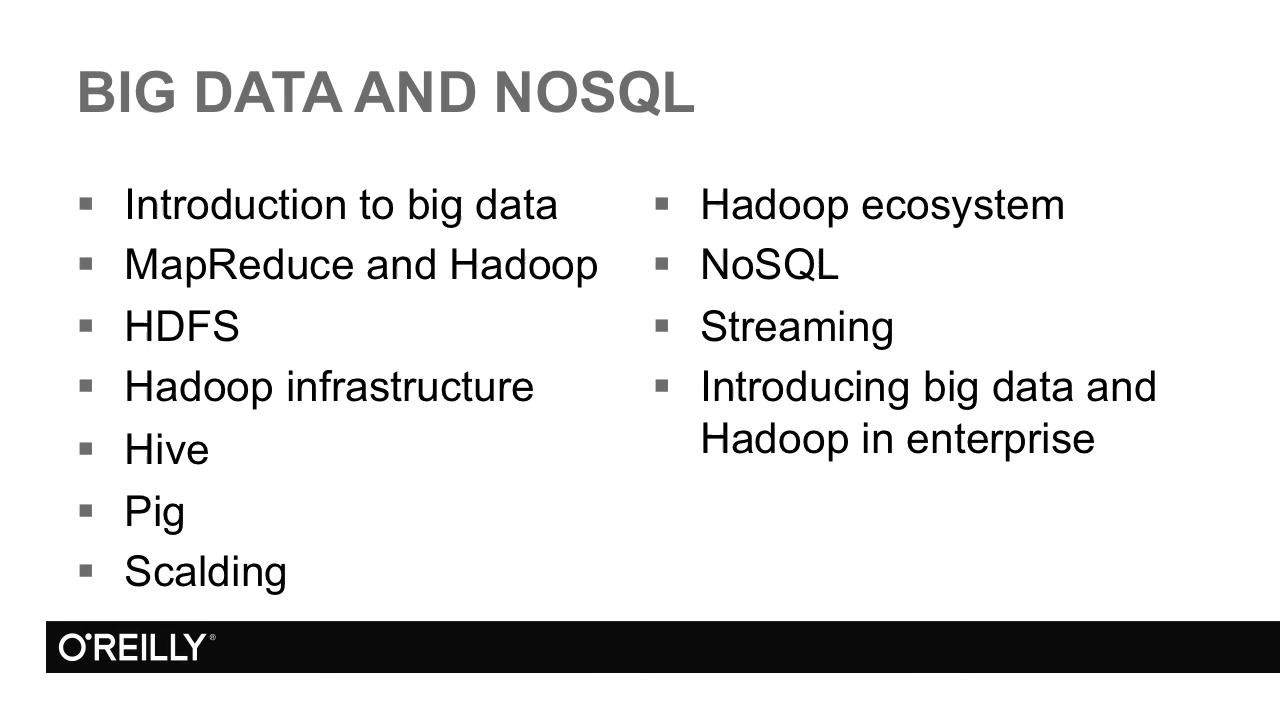 BIG DATA AND NOSQL
▪ Introduction to big data
▪ MapReduce and Hadoop
▪ HDFS
▪ Hadoop infrastructure
▪ Hive
▪ Pig
▪ Scalding
▪ Hadoop ecosystem
▪ NoSQL
▪ Streaming
▪ Introducing big data and
Hadoop in enterprise
O'REILLY®